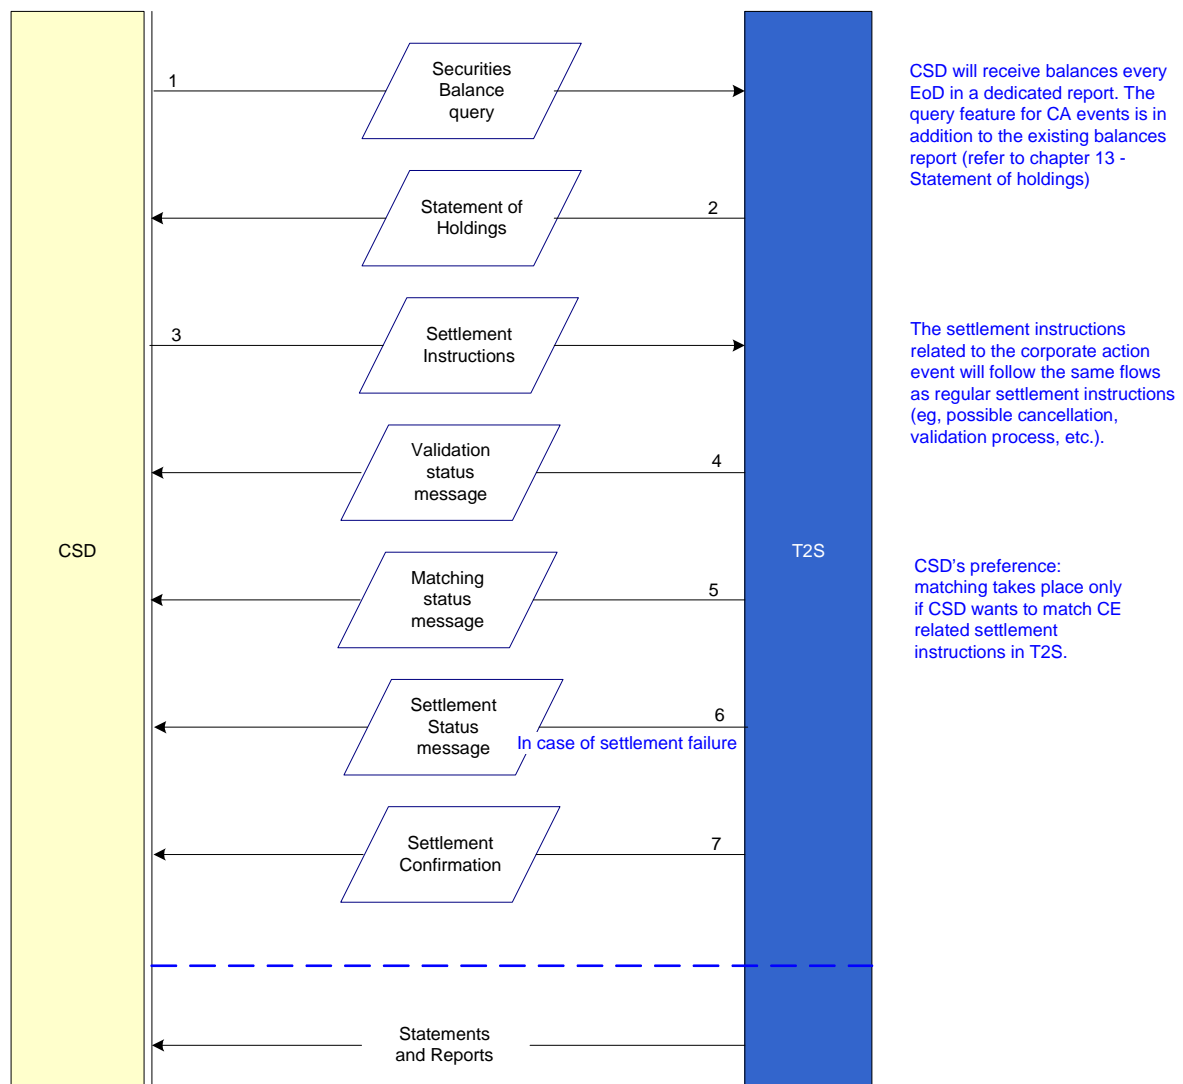 1
Securities
Balance
query
CSD will receive balances every
EoD in a dedicated report. The
query feature for CA events is in
addition to the existing balances
report (refer to chapter 13 -
Statement of holdings)
Statement of
Holdings
2
3
Settlement
Instructions
The settlement instructions
related to the corporate action
event will follow the same flows
as regular settlement instructions
(eg, possible cancellation,
validation process, etc.).
Validation
status
message
4
CSD
T2S
Matching
status
message
5
CSD's preference:
matching takes place only
if CSD wants to match CE
related settlement
instructions in T2S.
Settlement
Status
message
6
In case of settlement failure
Settlement
Confirmation
7
Statements
and Reports